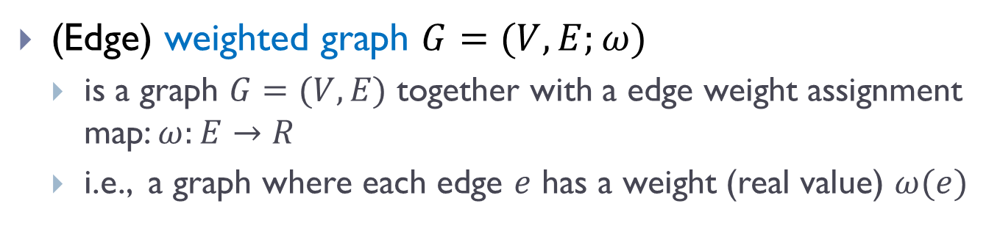 (Edge) weighted graph G = (V, E; ω)
is a graph G = (V, E) together with a edge weight assignment
map: ω: E → R
i.e., a graph where each edge e has a weight (real value) ω(e)